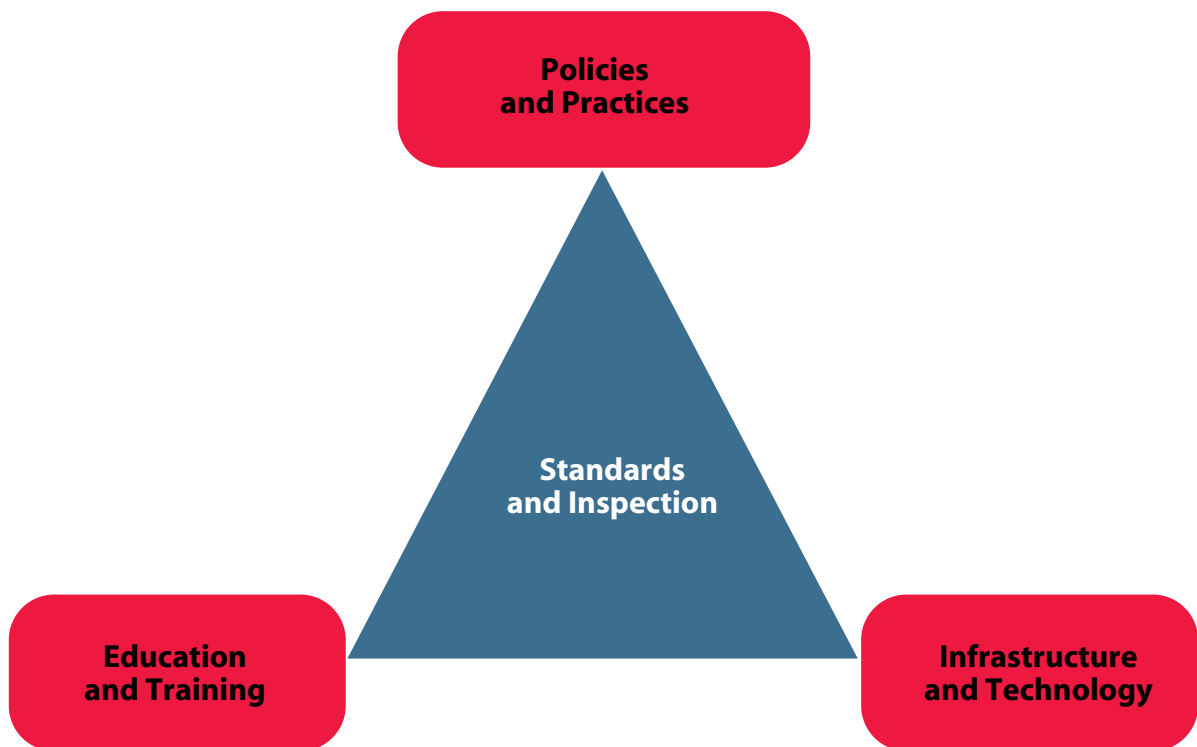 Policies
and Practices
Standards
and Inspection
Education
and Training
Infrastructure
and Technology